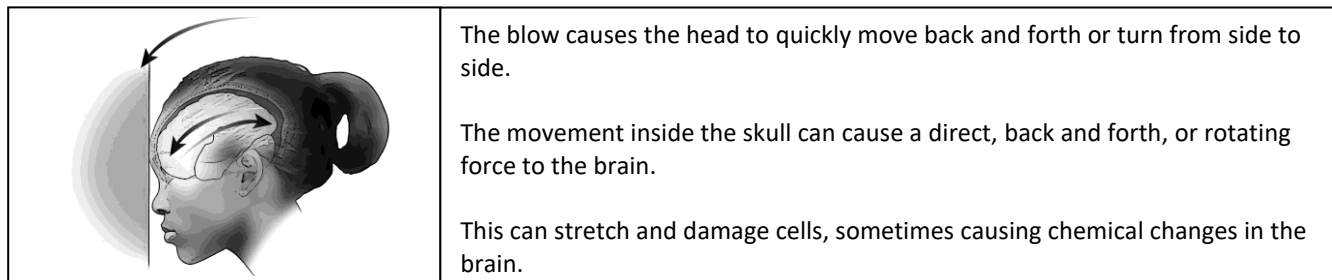 The blow causes the head to quickly move back and forth or turn from side to
side.
The movement inside the skull can cause a direct, back and forth, or rotating
force to the brain.
This can stretch and damage cells, sometimes causing chemical changes in the
brain.